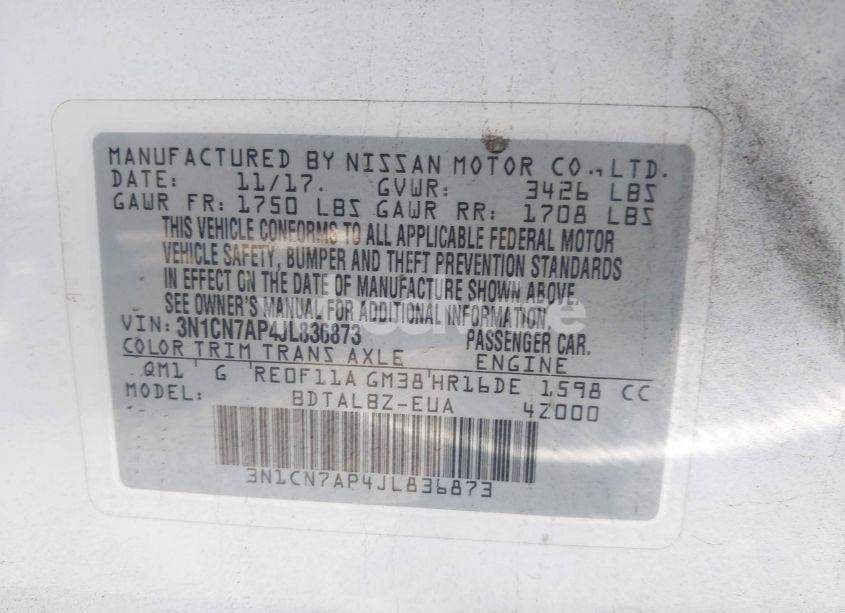 MANUFACTURED BY NISSAN MOTOR CO., LTD.
DATE: 11/17. GVWR: 3426 LBS
GAWR FR: 1750 LBS GAWR RR: 1708 LBS
THIS VEHICLE CONFORMS TO ALL APPLICABLE FEDERAL MOTOR
VEHICLE SAFETY, BUMPER AND THEFT PREVENTION STANDARDS
IN EFFECT ON THE DATE OF MANUFACTURE SHOWN ABOVE.
SEE OWNER'S MANUAL FOR ADDITIONAL INFORMATION.
VIN: 3N1CN7AP4JL836873 PASSENGER CAR.
COLOR TRIM TRANS AXLE ENGINE
QM1 G RE0F11A GM38 HR16DE 1598 CC
MODEL: BDTALBZ-EUA 4Z000
3N1CN7AP4JL836873